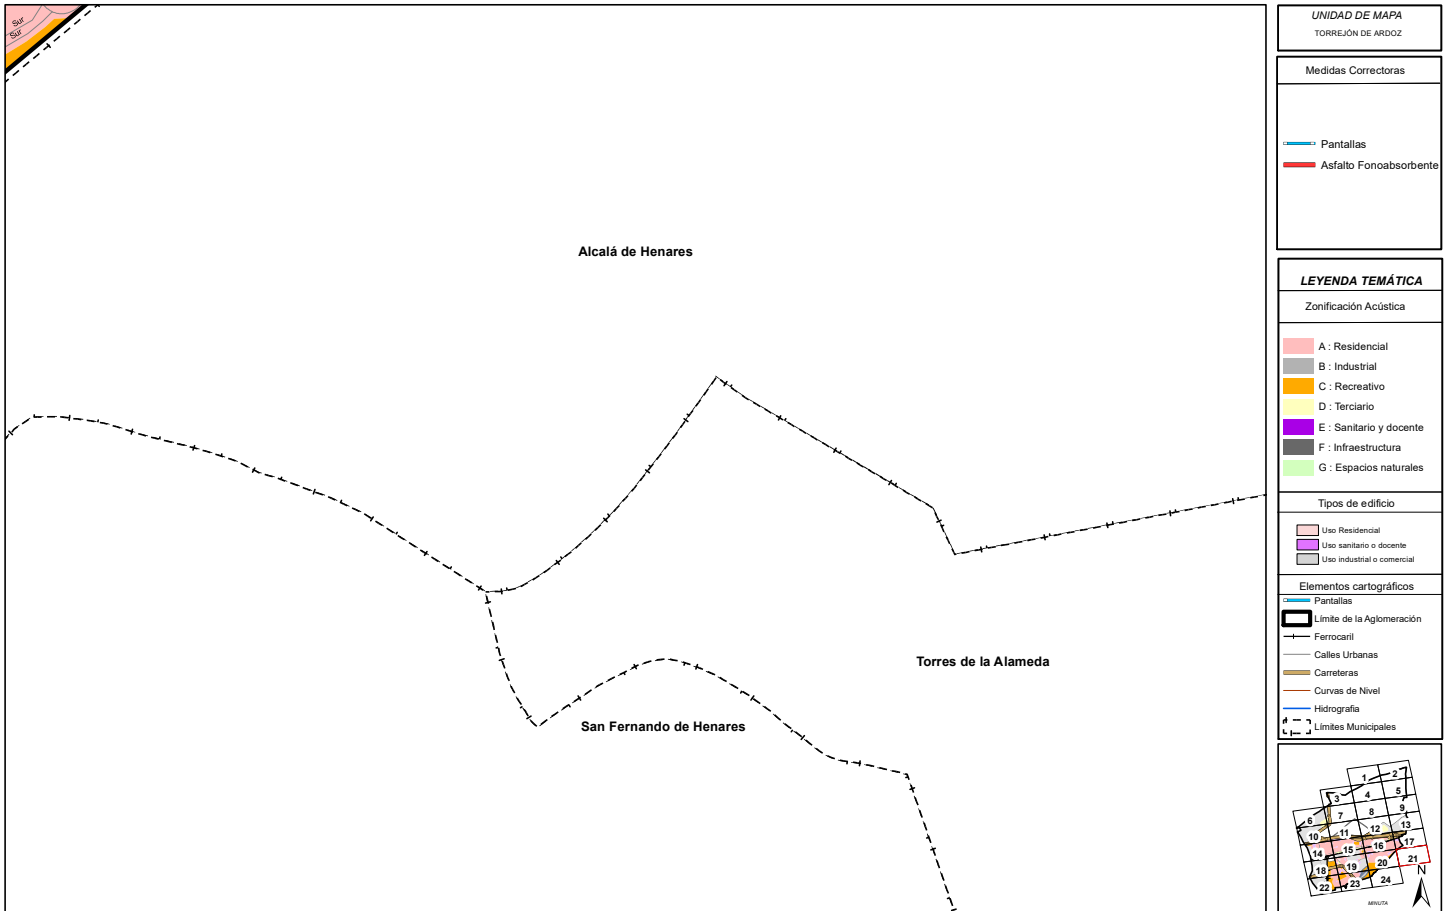 Sur
Sur
Alcalá de Henares
Torres de la Alameda
San Fernando de Henares
UNIDAD DE MAPA
TORREJÓN DE ARDOZ
Medidas Correctoras
Pantallas
Asfalto Fonoabsorbente
LEYENDA TEMÁTICA
Zonificación Acústica
A : Residencial
B : Industrial
C : Recreativo
D : Terciario
E : Sanitario y docente
F : Infraestructura
G : Espacios naturales
Tipos de edificio
Uso Residencial
Uso sanitario o docente
Uso industrial o comercial
Elementos cartográficos
Pantallas
Límite de la Aglomeración
Ferrocaril
Calles Urbanas
Carreteras
Curvas de Nivel
Hidrografia
Límites Municipales
1 2
3 4 5
6 7 8 9
10 11 12 13
14 15 16 17
18 19 20 21
22 23 24
N
MINUTA